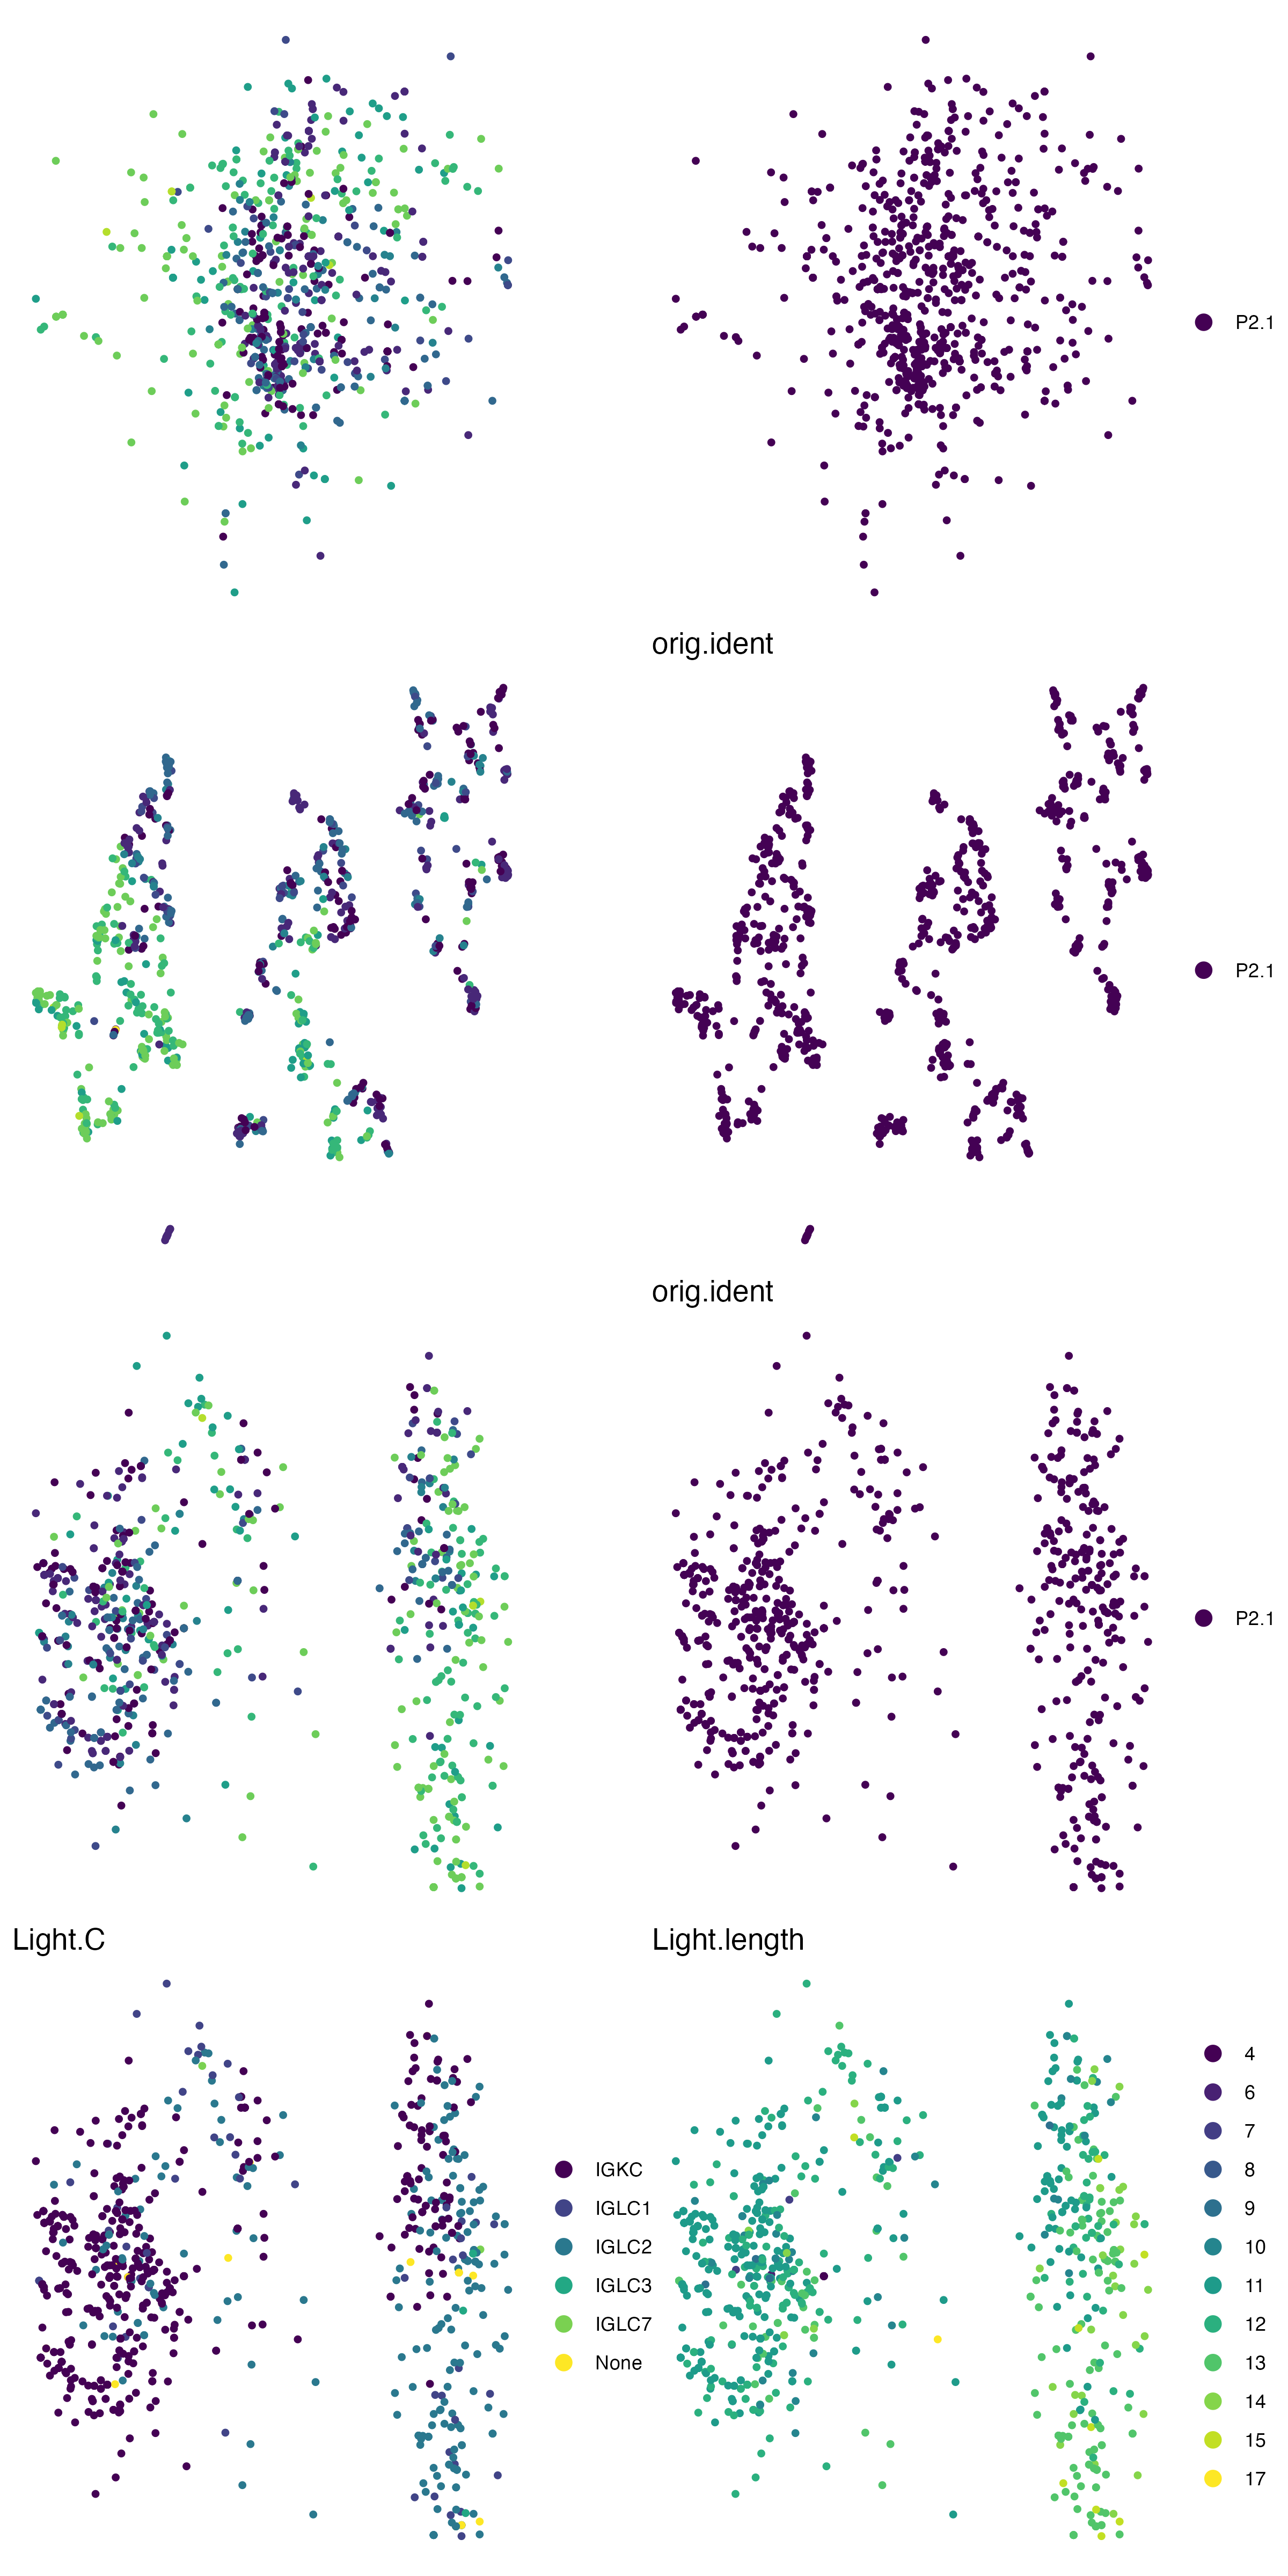 P2.1
orig.ident
P2.1
orig.ident
P2.1
Light.C
Light.length
IGKC
IGLC1
IGLC2
IGLC3
IGLC7
None
4
6
7
8
9
10
11
12
13
14
15
17